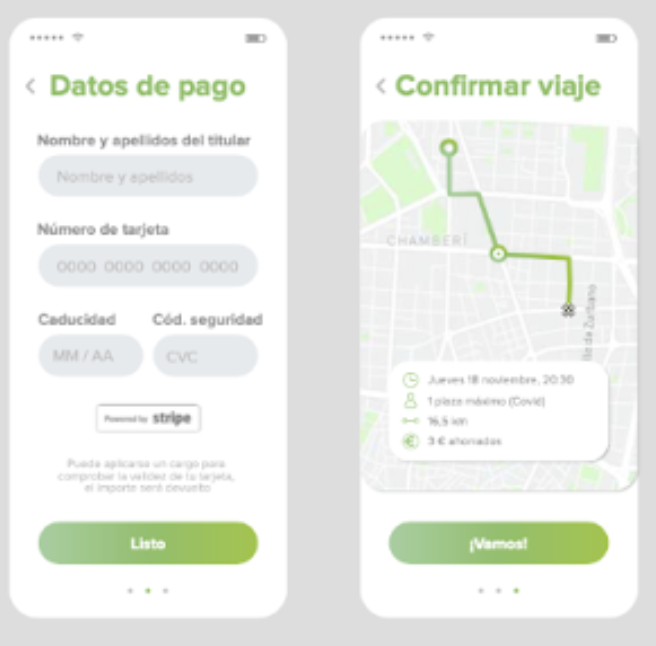 Datos de pago
Nombre y apellidos del titular
Nombre y apellidos
Número de tarjeta
0000 0000 0000 0000
Caducidad
Cód. seguridad
MM / AA
CVC
Powered by stripe
Puede aplicarse un cargo para
comprobar la validez de la tarjeta,
el importe será devuelto
Listo
Confirmar viaje
CHAMBERÍ
de Zurbano
Jueves 18 noviembre, 20:30
1 plaza máximo (Covid)
16,5 km
3 € ahorrados
¡Vamos!